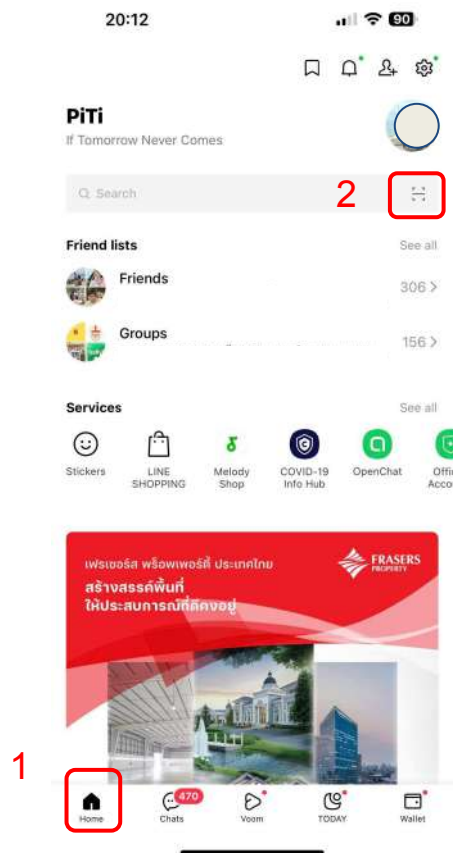 20:12
90
PiTi
If Tomorrow Never Comes
Search
2
Friend lists
See all
Friends
306 >
Groups
156 >
Services
See all
Stickers
LINE SHOPPING
Melody Shop
COVID-19 Info Hub
OpenChat
เฟรเซอร์ส พร็อพเพอร์ตี้ ประเทศไทย
FRASERS
PROPERTY
สร้างสรรค์พื้นที่
ให้ประสบการณ์ที่ดีคงอยู่
1
470
Home
Chats
Voom
TODAY
Wallet